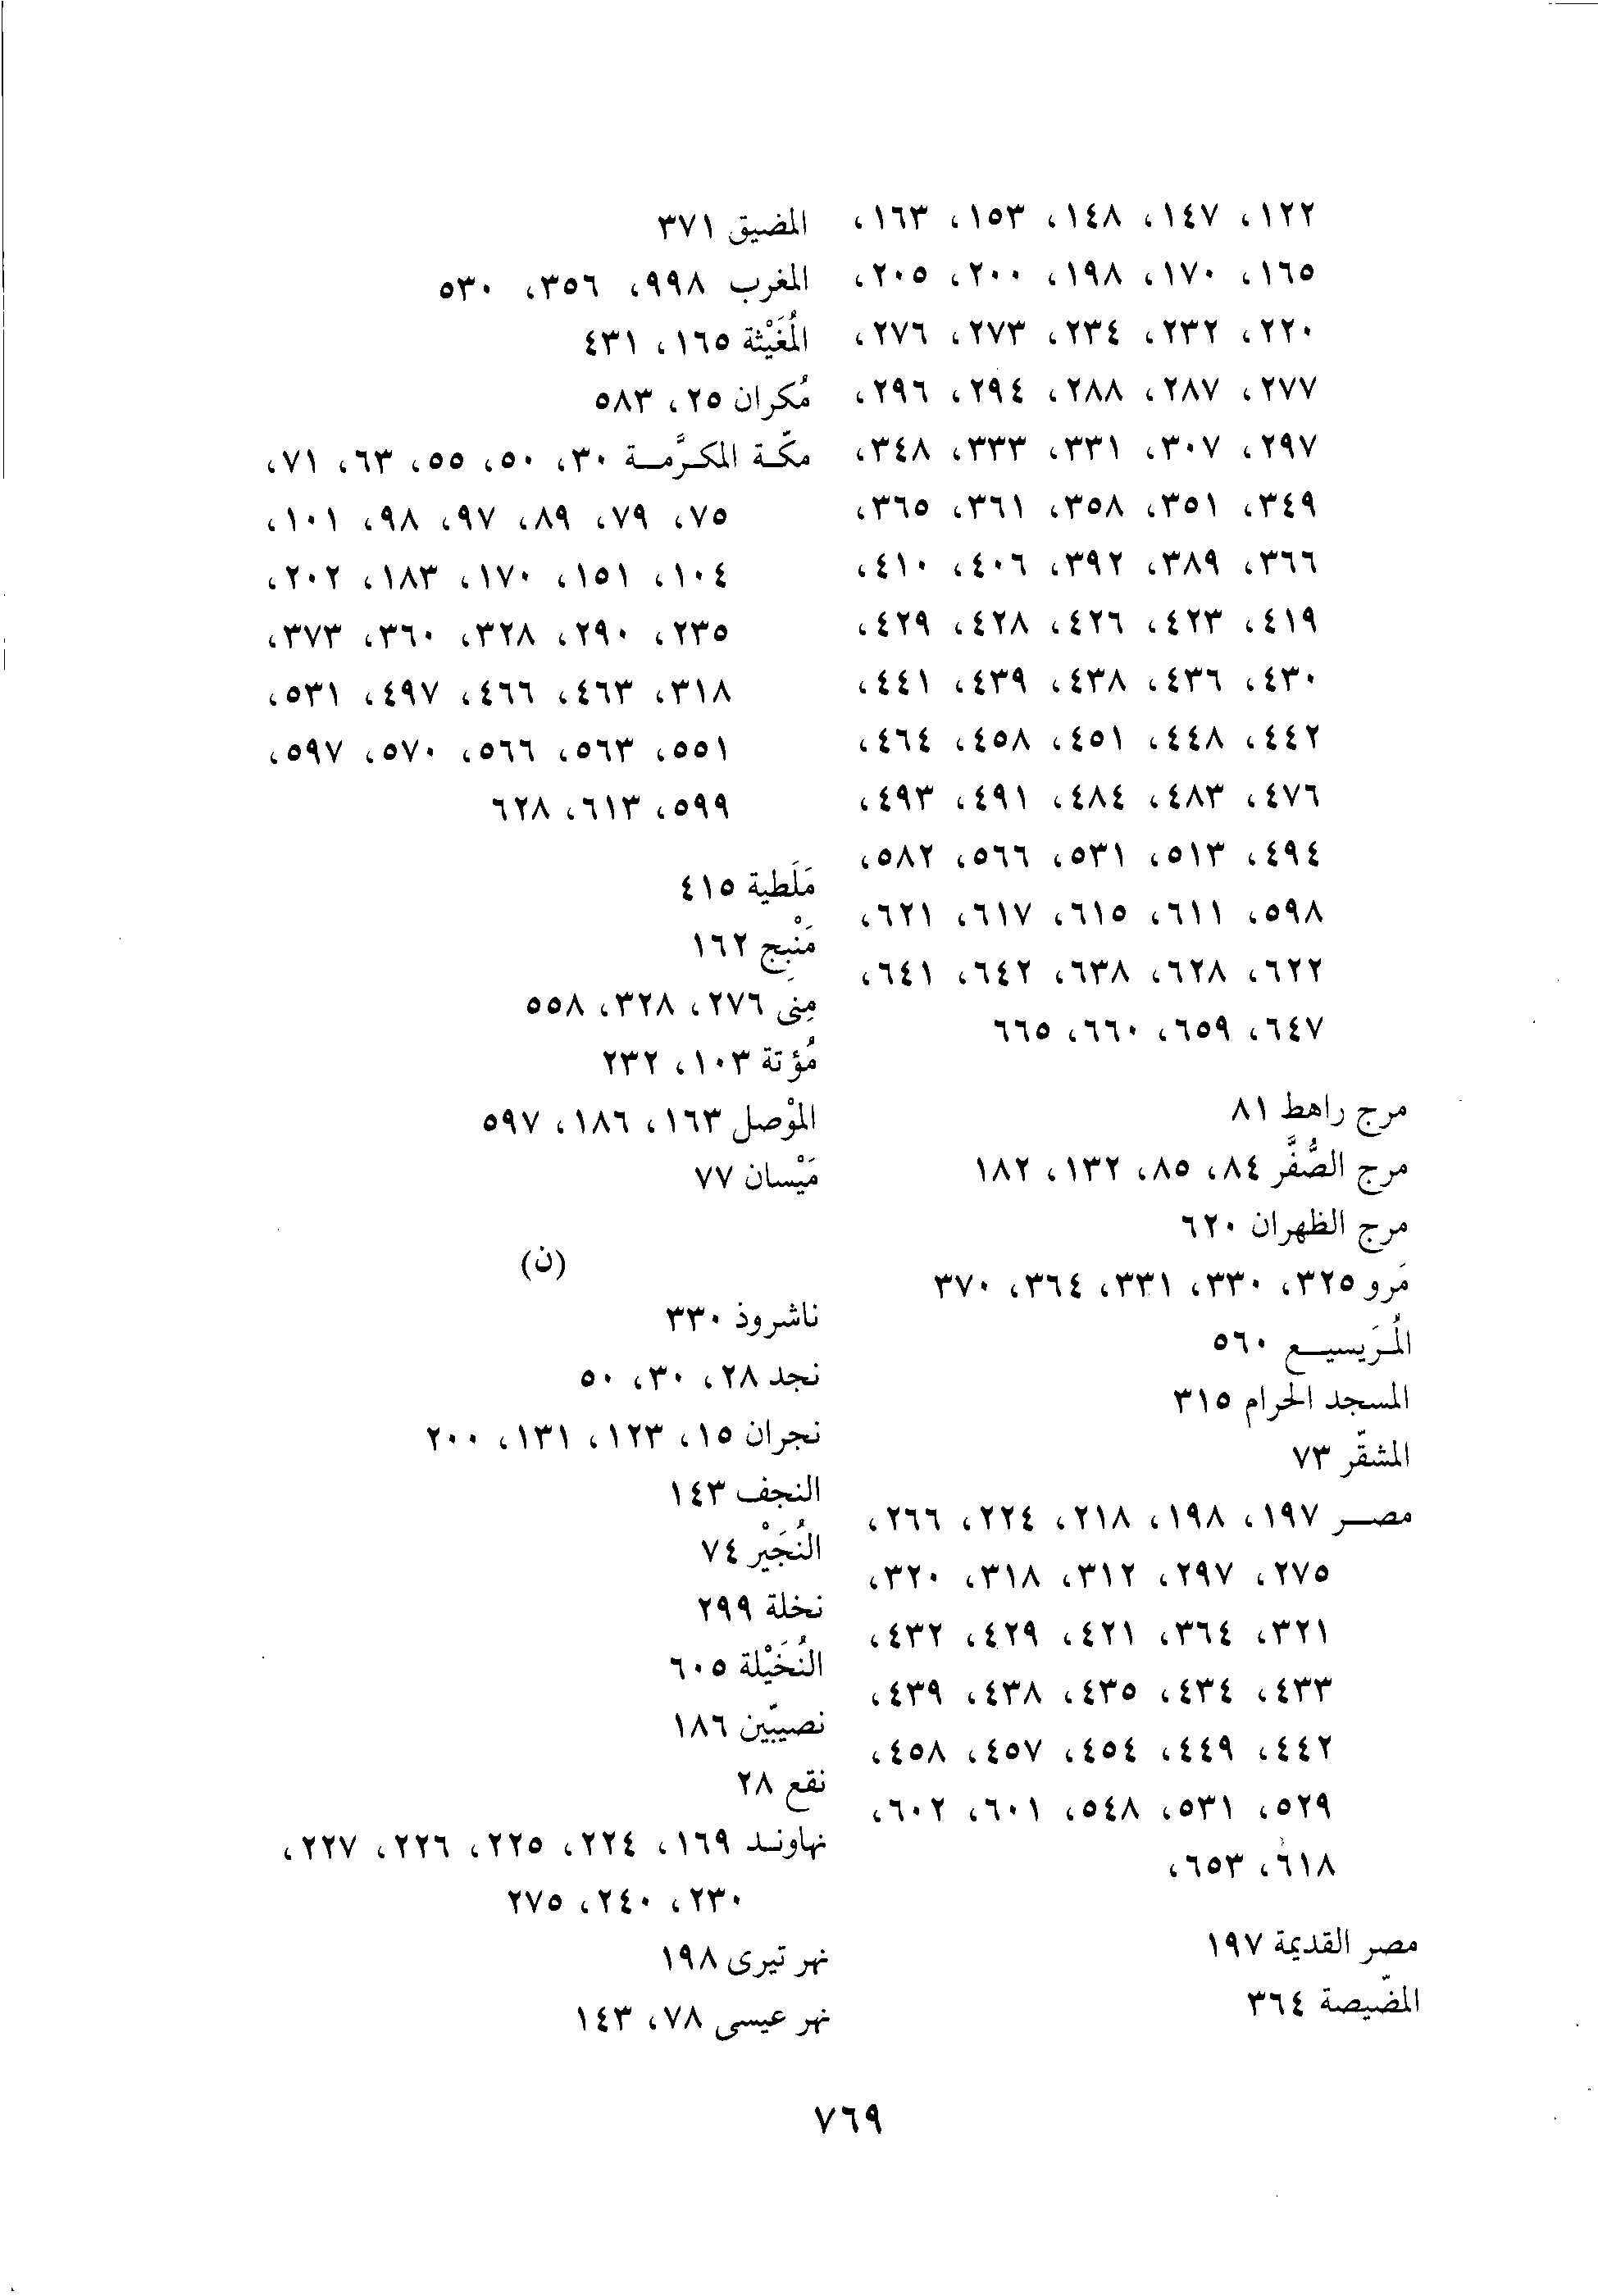 ١٢٢، ١٤٧، ١٤٨، ١٥٣، ١٦٣،
١٦٥، ١٧٠، ١٩٨، ٢٠٠، ٢٠٥،
٢٢٠، ٢٣٢، ٢٣٤، ٢٧٣، ٢٧٦،
٢٧٧، ٢٨٧، ٢٨٨، ٢٩٤، ٢٩٦،
٢٩٧، ٣٠٧، ٣٣١، ٣٣٣، ٣٤٨،
٣٤٩، ٣٥١، ٣٥٨، ٣٦١، ٣٦٥،
٣٦٦، ٣٨٩، ٣٩٢، ٤٠٦، ٤١٠،
٤١٩، ٤٢٣، ٤٢٦، ٤٢٨، ٤٢٩،
٤٣٠، ٤٣٦، ٤٣٨، ٤٣٩، ٤٤١،
٤٤٢، ٤٤٨، ٤٥١، ٤٥٨، ٤٦٤،
٤٧٦، ٤٨٣، ٤٨٤، ٤٩١، ٤٩٣،
٤٩٤، ٥١٣، ٥٣١، ٥٦٦، ٥٨٢،
٥٩٨، ٦١١، ٦١٥، ٦١٧، ٦٢١،
٦٢٢، ٦٢٨، ٦٣٨، ٦٤٢، ٦٤١،
٦٤٧، ٦٥٩، ٦٦٠، ٦٦٥
مرج راهط ٨١
مرج الصُّفَّر ٨٤، ٨٥، ١٣٢، ١٨٢
مرج الظهران ٦٢٠
مَرو ٣٢٥، ٣٣٠، ٣٣١، ٣٦٤، ٣٧٠
المُرَيسيع ٥٦٠
المسجد الحرام ٣١٥
المشقّر ٧٣
مصر ١٩٧، ١٩٨، ٢١٨، ٢٢٤، ٢٦٦،
٢٧٥، ٢٩٧، ٣١٢، ٣١٨، ٣٢٠،
٣٢١، ٣٦٤، ٤٢١، ٤٢٩، ٤٣٢،
٤٣٣، ٤٣٤، ٤٣٥، ٤٣٨، ٤٣٩،
٤٤٢، ٤٤٩، ٤٥٤، ٤٥٧، ٤٥٨،
٥٢٩، ٥٣١، ٥٤٨، ٦٠١، ٦٠٢،
٦١٨، ٦٥٣،
مصر القديمة ١٩٧
المضّيصة ٣٦٤
المضيق ٣٧١
المغرب ٩٩٨، ٣٥٦، ٥٣٠
المُغَيْثة ١٦٥، ٤٣١
مُكران ٢٥، ٥٨٣
مكّة المكرَّمة ٣٠، ٥٠، ٥٥، ٦٣، ٧١،
٧٥، ٧٩، ٨٩، ٩٧، ٩٨، ١٠١،
١٠٤، ١٥١، ١٧٠، ١٨٣، ٢٠٢،
٢٣٥، ٢٩٠، ٣٢٨، ٣٦٠، ٣٧٣،
٣١٨، ٤٦٣، ٤٦٦، ٤٩٧، ٥٣١،
٥٥١، ٥٦٣، ٥٦٦، ٥٧٠، ٥٩٧،
٥٩٩، ٦١٣، ٦٢٨
مَلَطية ٤١٥
مَنْبِج ١٦٢
مِنى ٢٧٦، ٣٢٨، ٥٥٨
مُؤتة ١٠٣، ٢٣٢
الموْصل ١٦٣، ١٨٦، ٥٩٧
مَيْسان ٧٧
(ن)
ناشروذ ٣٣٠
نجد ٢٨، ٣٠، ٥٠
نجران ١٥، ١٢٣، ١٣١، ٢٠٠
النجف ١٤٣
النُجَيْر ٧٤
نخلة ٢٩٩
النُخَيْلة ٦٠٥
نصيبّين ١٨٦
نقع ٢٨
نهاوند ١٦٩، ٢٢٤، ٢٢٥، ٢٢٦، ٢٢٧،
٢٣٠، ٢٤٠، ٢٧٥
نهر تيرى ١٩٨
نهر عيسى ٧٨، ١٤٣
٧٦٩